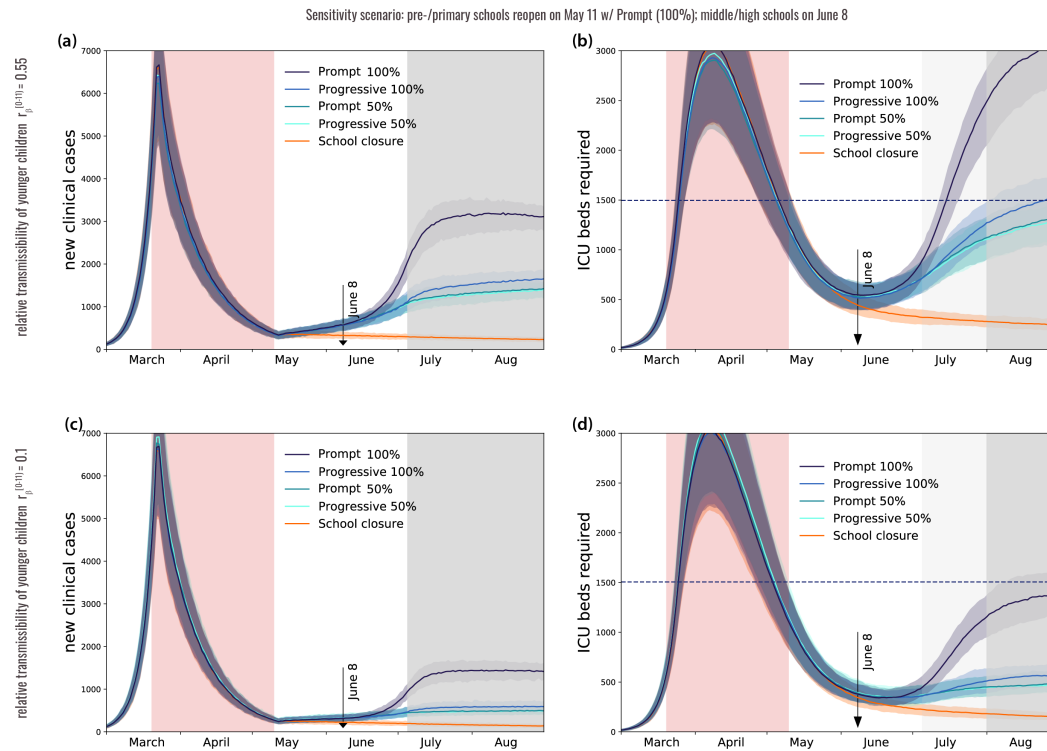 Sensitivity scenario: pre-/primary schools reopen on May 11 w/ Prompt (100%); middle/high schools on June 8
relative transmissibility of younger children r_β^[0-11) = 0.55
(a)
new clinical cases
7000
6000
5000
4000
3000
2000
1000
0
Prompt 100%
Progressive 100%
Prompt 50%
Progressive 50%
School closure
June 8
March April May June July Aug
(b)
ICU beds required
3000
2500
2000
1500
1000
500
0
Prompt 100%
Progressive 100%
Prompt 50%
Progressive 50%
School closure
June 8
March April May June July Aug
relative transmissibility of younger children r_β^[0-11) = 0.1
(c)
new clinical cases
7000
6000
5000
4000
3000
2000
1000
0
Prompt 100%
Progressive 100%
Prompt 50%
Progressive 50%
School closure
June 8
March April May June July Aug
(d)
ICU beds required
3000
2500
2000
1500
1000
500
0
Prompt 100%
Progressive 100%
Prompt 50%
Progressive 50%
School closure
June 8
March April May June July Aug